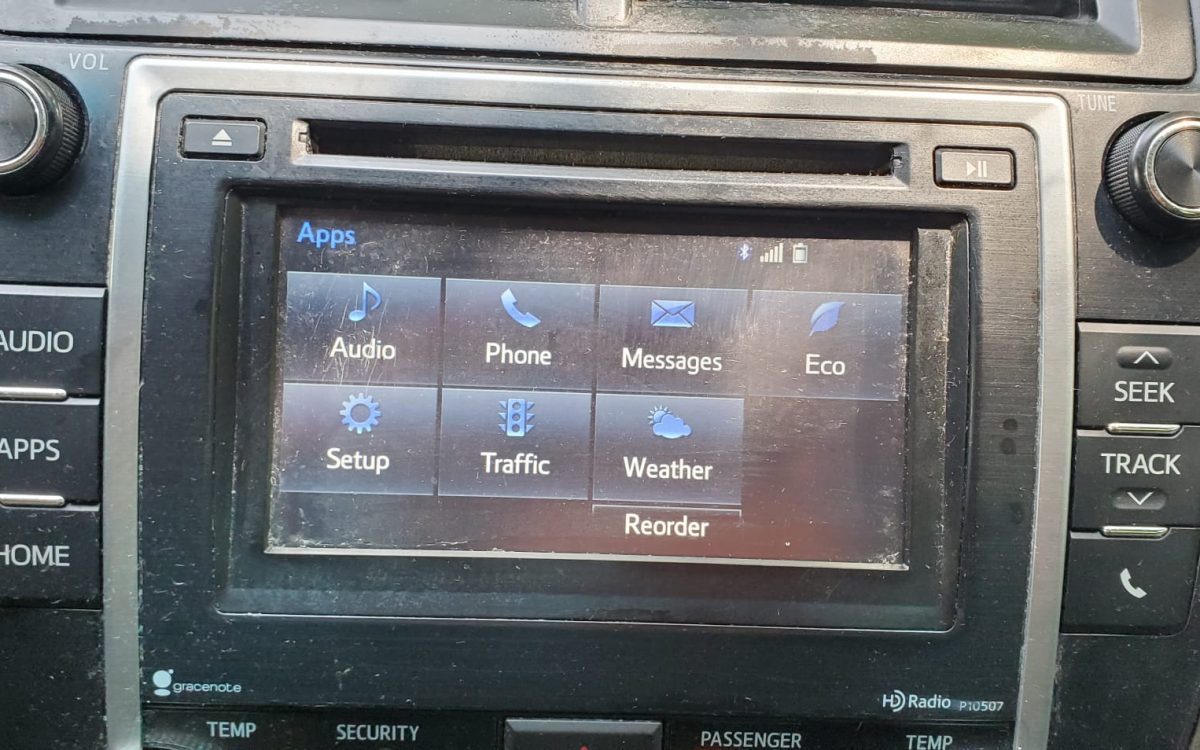 VOL
TUNE
Apps
Audio
Phone
Messages
Eco
Setup
Traffic
Weather
Reorder
AUDIO
APPS
HOME
SEEK
TRACK
gracenote
HD Radio P10507
TEMP
SECURITY
PASSENGER
TEMP